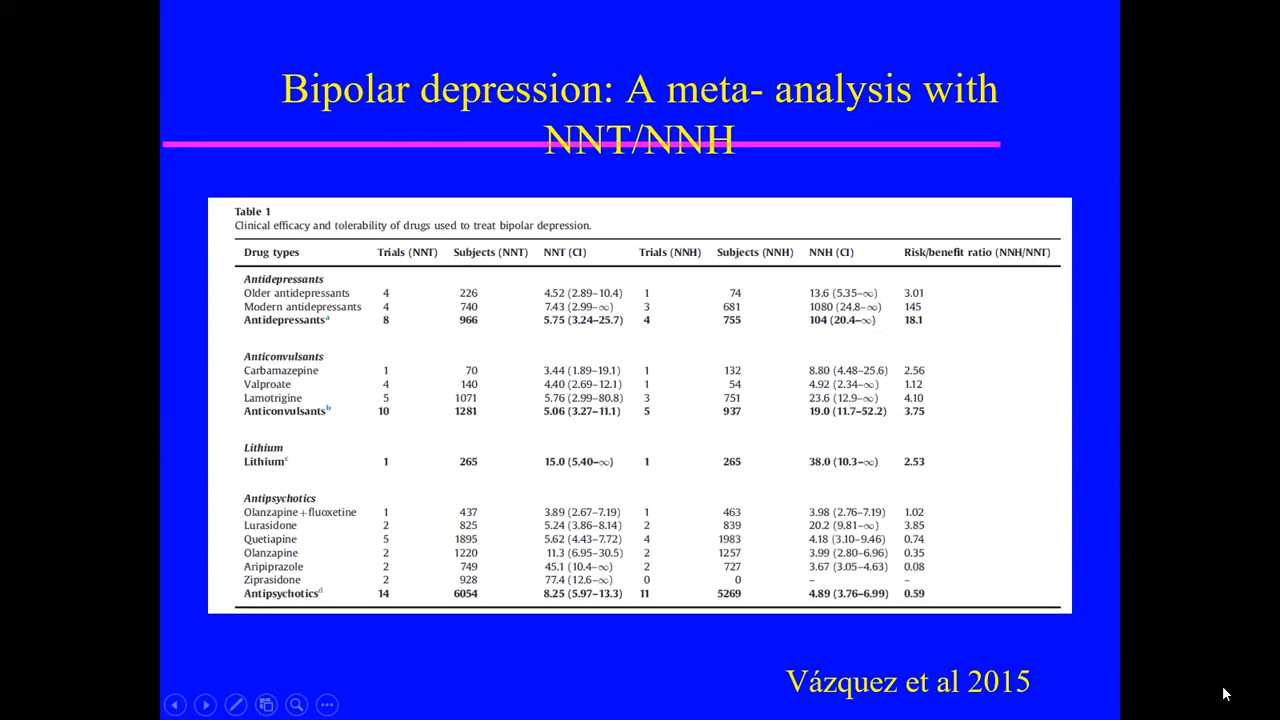 Bipolar depression: A meta- analysis with
NNT/NNH
Table 1
Clinical efficacy and tolerability of drugs used to treat bipolar depression.
Drug types Trials (NNT) Subjects (NNT) NNT (CI) Trials (NNH) Subjects (NNH) NNH (CI) Risk/benefit ratio (NNH/NNT)
Antidepressants
Older antidepressants 4 226 4.52 (2.89–10.4) 1 74 13.6 (5.35–∞) 3.01
Modern antidepressants 4 740 7.43 (2.99–∞) 3 681 1080 (24.8–∞) 145
Antidepressantsa 8 966 5.75 (3.24–25.7) 4 755 104 (20.4–∞) 18.1
Anticonvulsants
Carbamazepine 1 70 3.44 (1.89–19.1) 1 132 8.80 (4.48–25.6) 2.56
Valproate 4 140 4.40 (2.69–12.1) 1 54 4.92 (2.34–∞) 1.12
Lamotrigine 5 1071 5.76 (2.99–80.8) 3 751 23.6 (12.9–∞) 4.10
Anticonvulsantsb 10 1281 5.06 (3.27–11.1) 5 937 19.0 (11.7–52.2) 3.75
Lithium
Lithiumc 1 265 15.0 (5.40–∞) 1 265 38.0 (10.3–∞) 2.53
Antipsychotics
Olanzapine+fluoxetine 1 437 3.89 (2.67–7.19) 1 463 3.98 (2.76–7.19) 1.02
Lurasidone 2 825 5.24 (3.86–8.14) 2 839 20.2 (9.81–∞) 3.85
Quetiapine 5 1895 5.62 (4.43–7.72) 4 1983 4.18 (3.10–9.46) 0.74
Olanzapine 2 1220 11.3 (6.95–30.5) 2 1257 3.99 (2.80–6.96) 0.35
Aripiprazole 2 749 45.1 (10.4–∞) 2 727 3.67 (3.05–4.63) 0.08
Ziprasidone 2 928 77.4 (12.6–∞) 0 0 – –
Antipsychoticsd 14 6054 8.25 (5.97–13.3) 11 5269 4.89 (3.76–6.99) 0.59
Vázquez et al 2015